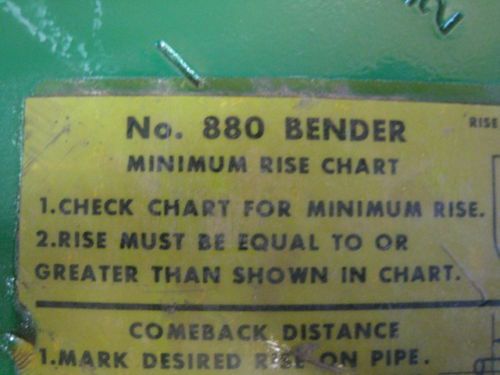 No. 880 BENDER
MINIMUM RISE CHART
RISE
1.CHECK CHART FOR MINIMUM RISE.
2.RISE MUST BE EQUAL TO OR
GREATER THAN SHOWN IN CHART.
COMEBACK DISTANCE
1.MARK DESIRED RISE ON PIPE.